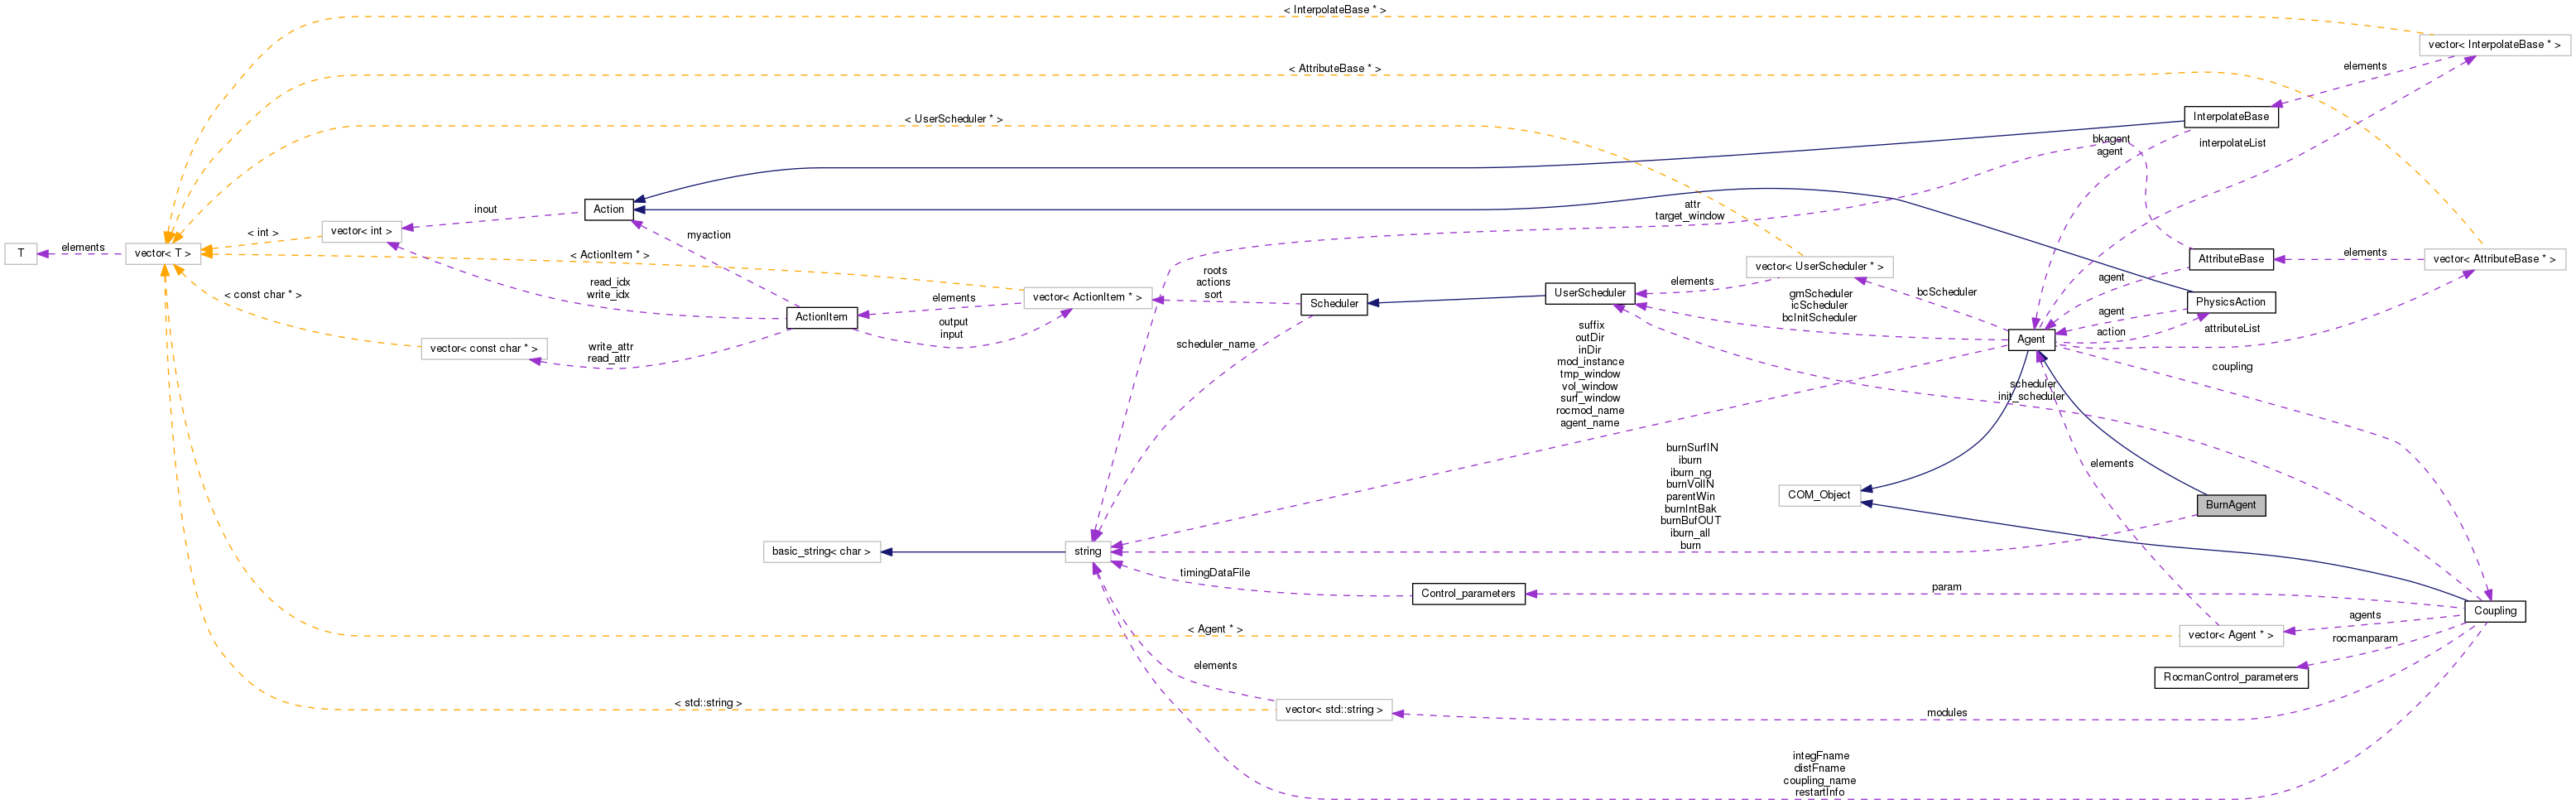 < InterpolateBase * >
vector< InterpolateBase * >
elements
< AttributeBase * >
InterpolateBase
< UserScheduler * >
bkagent
agent
interpolateList
Action
inout
attr
target_window
vector< int >
myaction
< int >
T
elements
vector< T >
< ActionItem * >
vector< UserScheduler * >
AttributeBase
elements
vector< AttributeBase * >
roots
actions
sort
read_idx
write_idx
< const char * >
elements
vector< ActionItem * >
Scheduler
elements
UserScheduler
gmScheduler
icScheduler
bcInitScheduler
bcScheduler
agent
PhysicsAction
agent
action
attributeList
ActionItem
output
input
Agent
vector< const char * >
write_attr
read_attr
scheduler_name
suffix
outDir
inDir
mod_instance
tmp_window
vol_window
surf_window
rocmod_name
agent_name
coupling
scheduler
init_scheduler
burnSurfIN
iburn
iburn_ng
burnVolIN
parentWin
burnIntBak
burnBufOUT
iburn_all
burn
elements
COM_Object
BurnAgent
basic_string< char >
string
timingDataFile
Control_parameters
param
Coupling
agents
< Agent * >
vector< Agent * >
rocmanparam
elements
RocmanControl_parameters
< std::string >
vector< std::string >
modules
integFname
distFname
coupling_name
restartInfo